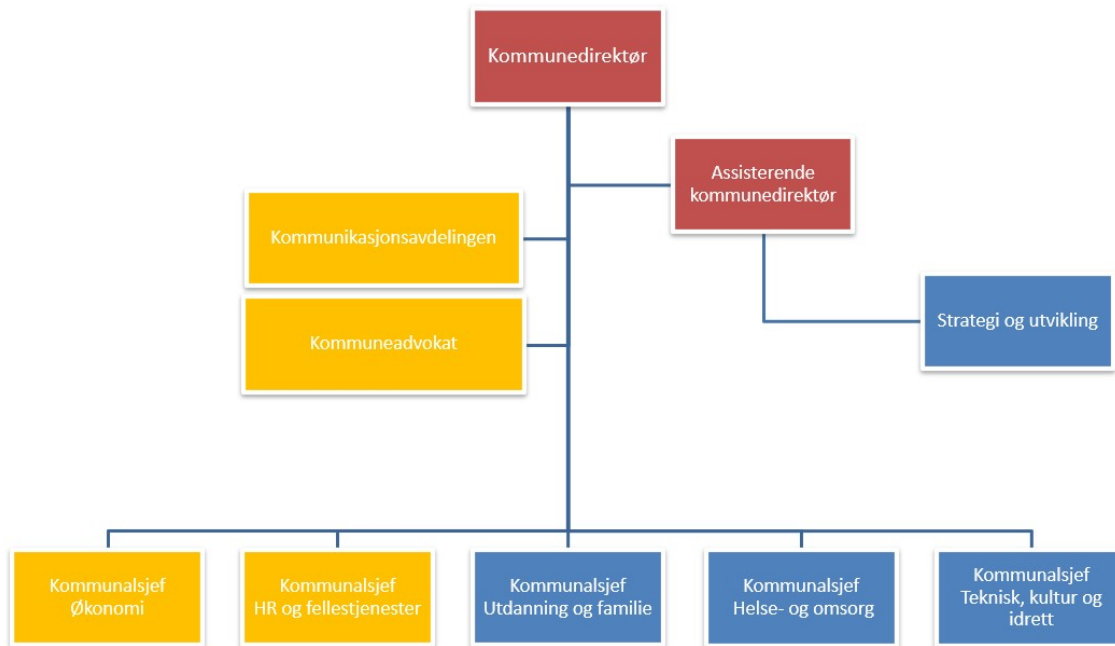 Kommunedirektør
Assisterende
kommunedirektør
Kommunikasjonsavdelingen
Strategi og utvikling
Kommuneadvokat
Kommunalsjef
Økonomi
Kommunalsjef
HR og fellestjenester
Kommunalsjef
Utdanning og familie
Kommunalsjef
Helse- og omsorg
Kommunalsjef
Teknisk, kultur og
idrett